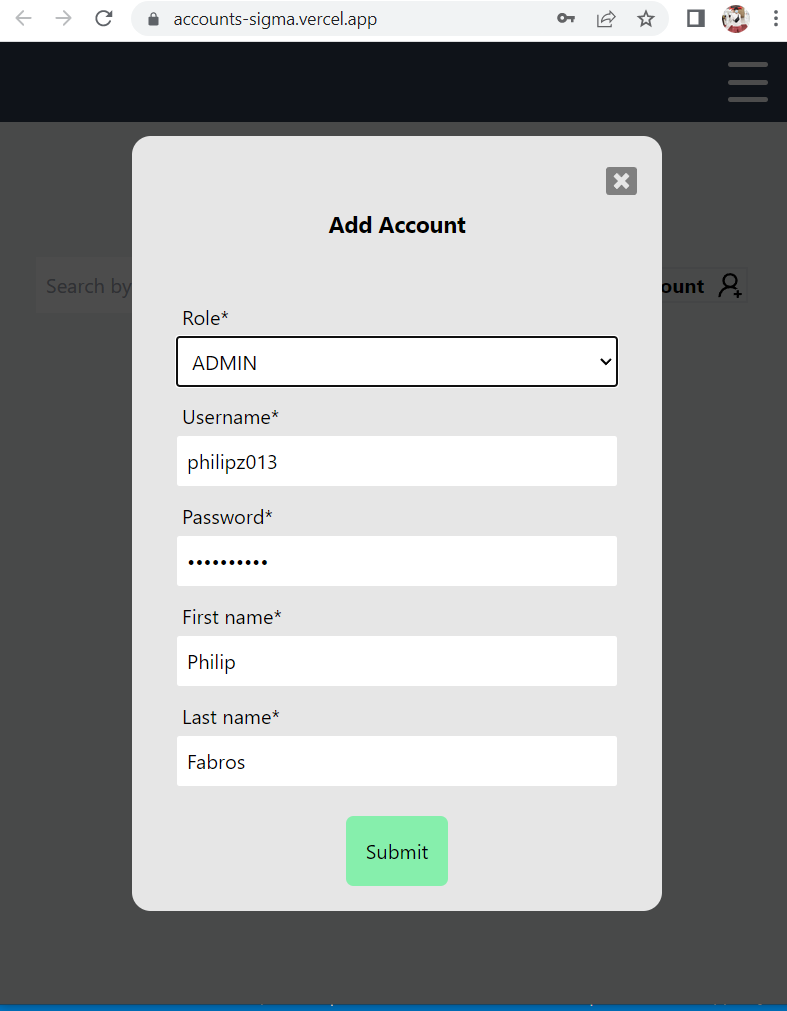 accounts-sigma.vercel.app
Add Account
Search by
ount
Role*
ADMIN
Username*
philipz013
Password*
••••••••••
First name*
Philip
Last name*
Fabros
Submit